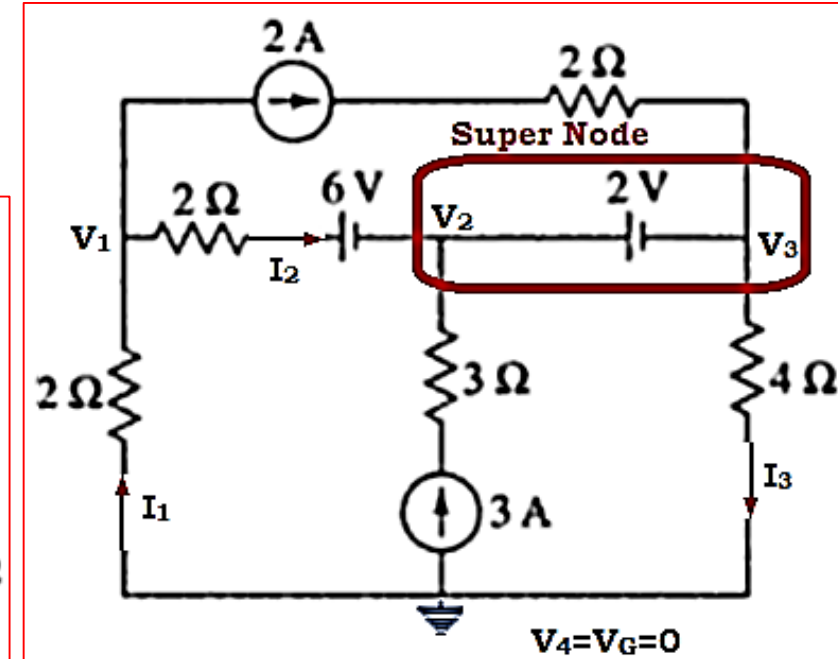 2 A
2 Ω
Super Node
6 V
2 V
2 Ω
V2
V1
V3
I2
2 Ω
3 Ω
4 Ω
I1
3 A
I3
V4=VG=0